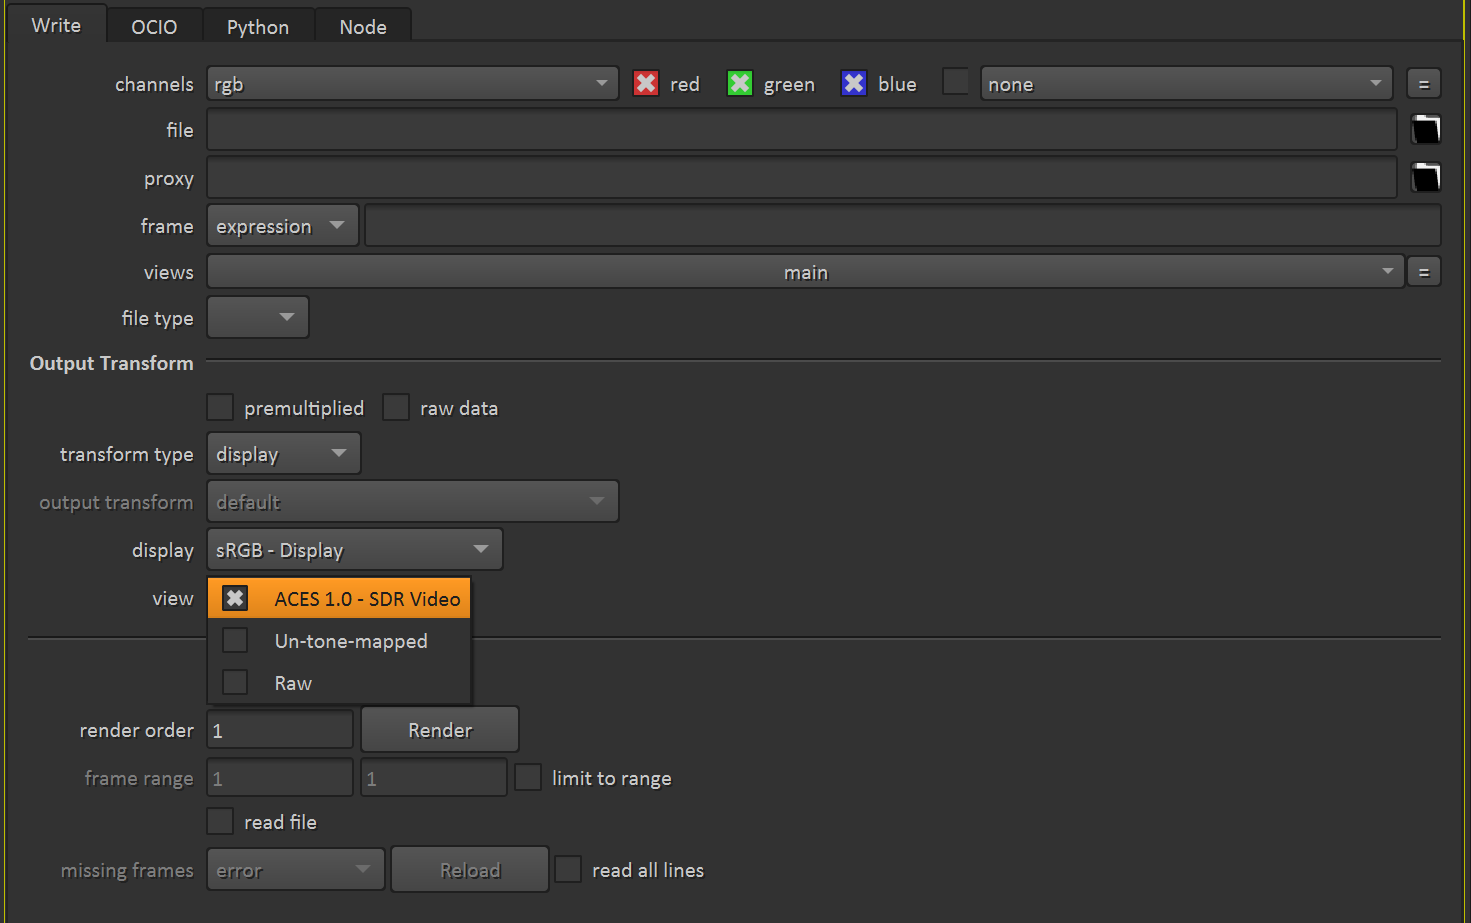 Write OCIO Python Node
channels rgb red green blue none =
file
proxy
frame expression
views main =
file type
Output Transform
premultiplied raw data
transform type display
output transform default
display sRGB - Display
view ACES 1.0 - SDR Video
Un-tone-mapped
Raw
render order 1 Render
frame range 1 1 limit to range
read file
missing frames error Reload read all lines